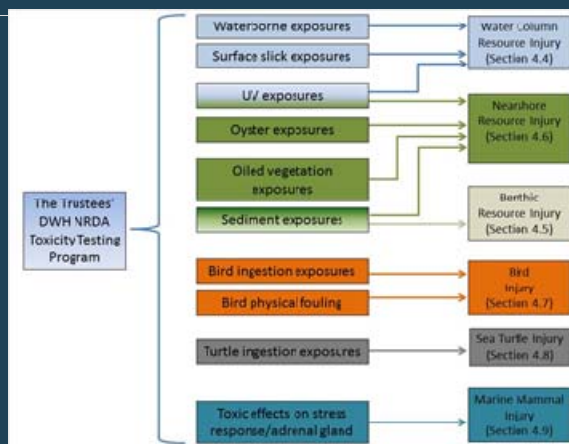 The Trustees'
DWH NRDA
Toxicity Testing
Program
Waterborne exposures
Surface slick exposures
UV exposures
Oyster exposures
Oiled vegetation
exposures
Sediment exposures
Bird ingestion exposures
Bird physical fouling
Turtle ingestion exposures
Toxic effects on stress
response/adrenal gland
Water Column
Resource Injury
(Section 4.4)
Nearshore
Resource Injury
(Section 4.6)
Benthic
Resource Injury
(Section 4.5)
Bird
Injury
(Section 4.7)
Sea Turtle Injury
(Section 4.8)
Marine Mammal
Injury
(Section 4.9)